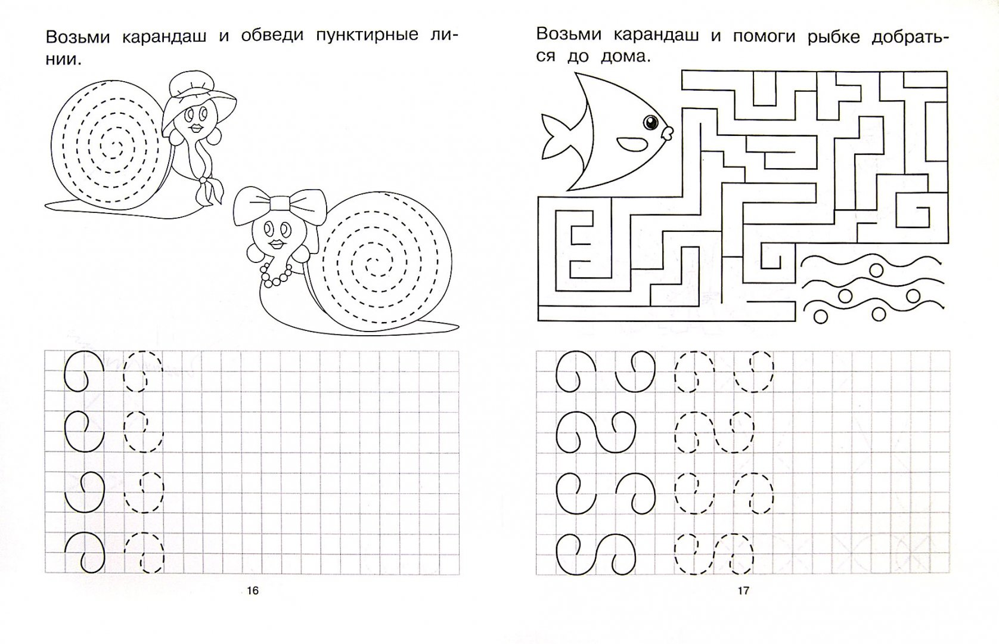 Возьми карандаш и обведи пунктирные ли-
нии.
16
Возьми карандаш и помоги рыбке добрать-
ся до дома.
17